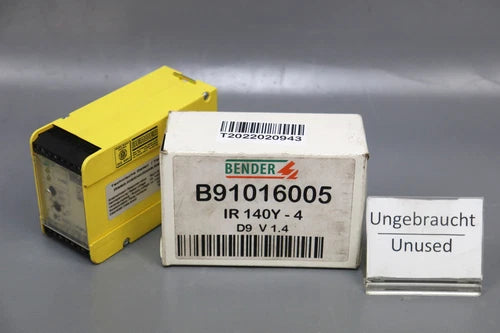 T2022020943
BENDER
B91016005
IR 140Y - 4
D9 V 1.4
Ungebraucht
Unused